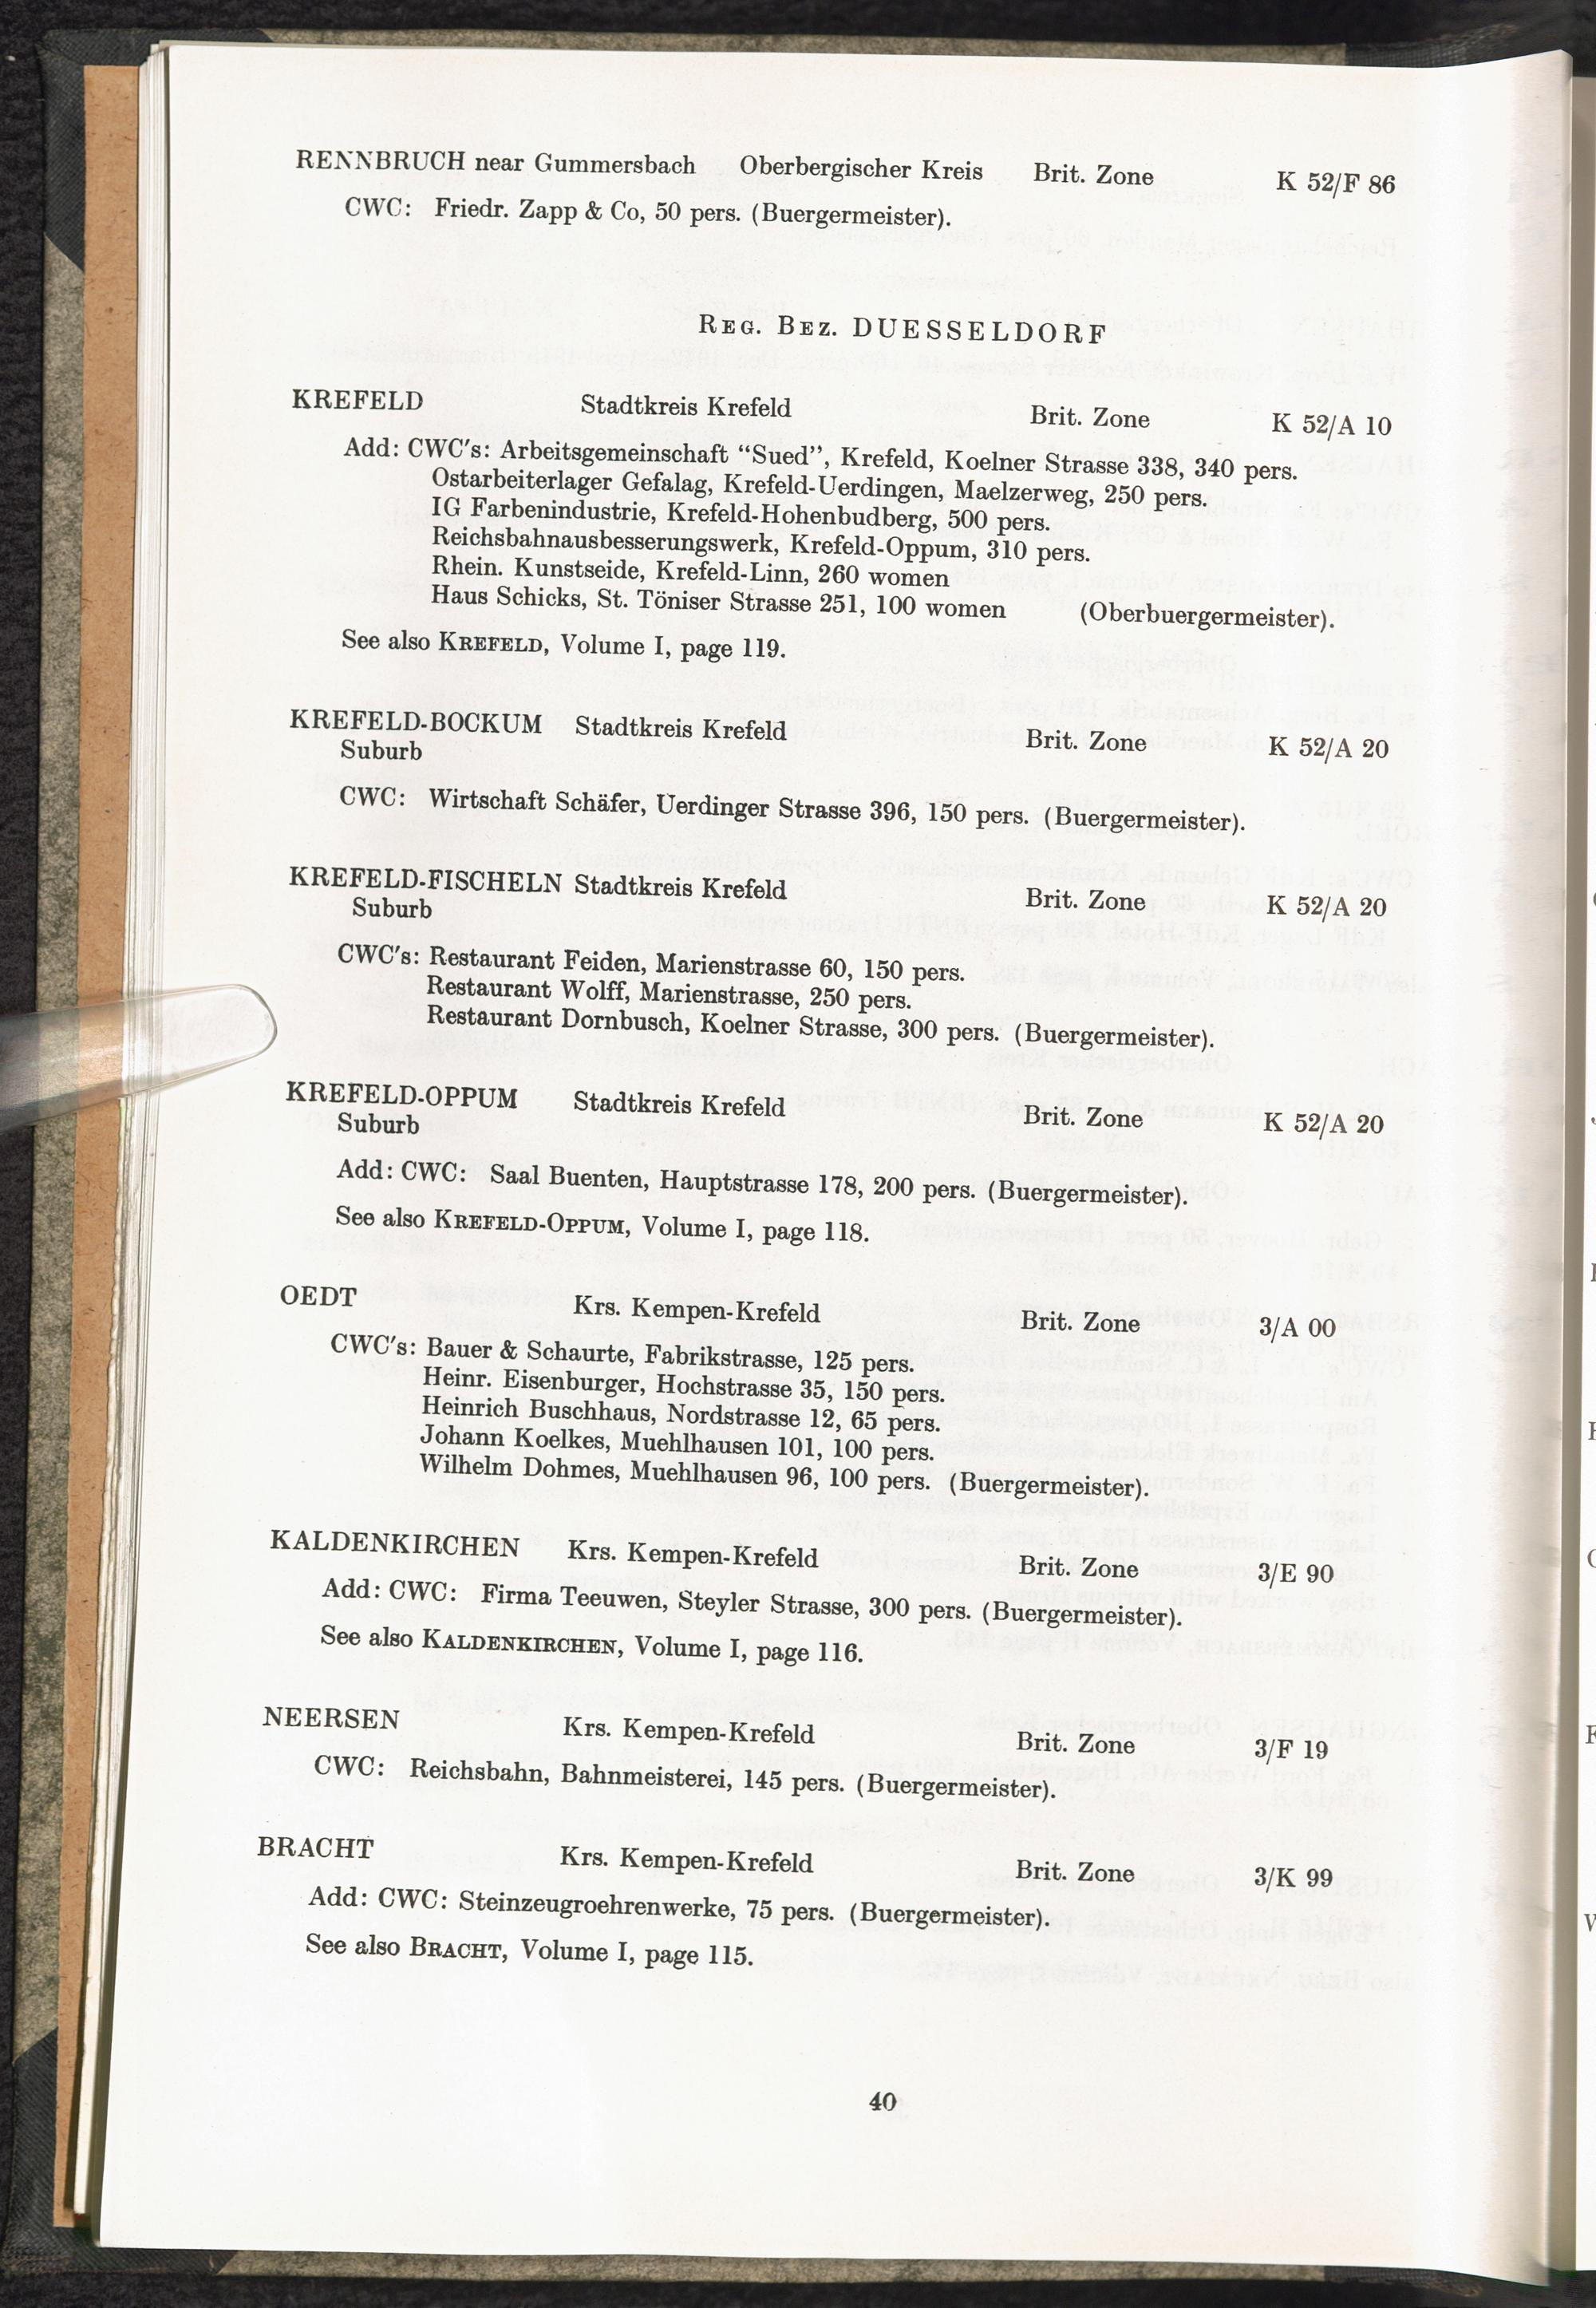 RENNBRUCH near Gummersbach Oberbergischer Kreis Brit. Zone K 52/F 86
CWC: Friedr. Zapp & Co, 50 pers. (Buergermeister).
REG. BEZ. DUESSELDORF
KREFELD Stadtkreis Krefeld Brit. Zone K 52/A 10
Add: CWC's: Arbeitsgemeinschaft “Sued”, Krefeld, Koelner Strasse 338, 340 pers.
Ostarbeiterlager Gefalag, Krefeld-Uerdingen, Maelzerweg, 250 pers.
IG Farbenindustrie, Krefeld-Hohenbudberg, 500 pers.
Reichsbahnausbesserungswerk, Krefeld-Oppum, 310 pers.
Rhein. Kunstseide, Krefeld-Linn, 260 women
Haus Schicks, St. Töniser Strasse 251, 100 women (Oberbuergermeister).
See also KREFELD, Volume I, page 119.
KREFELD-BOCKUM Stadtkreis Krefeld Brit. Zone K 52/A 20
Suburb
CWC: Wirtschaft Schäfer, Uerdinger Strasse 396, 150 pers. (Buergermeister).
KREFELD-FISCHELN Stadtkreis Krefeld Brit. Zone K 52/A 20
Suburb
CWC's: Restaurant Feiden, Marienstrasse 60, 150 pers.
Restaurant Wolff, Marienstrasse, 250 pers.
Restaurant Dornbusch, Koelner Strasse, 300 pers. (Buergermeister).
KREFELD-OPPUM Stadtkreis Krefeld Brit. Zone K 52/A 20
Suburb
Add: CWC: Saal Buenten, Hauptstrasse 178, 200 pers. (Buergermeister).
See also KREFELD-OPPUM, Volume I, page 118.
OEDT Krs. Kempen-Krefeld Brit. Zone 3/A 00
CWC's: Bauer & Schaurte, Fabrikstrasse, 125 pers.
Heinr. Eisenburger, Hochstrasse 35, 150 pers.
Heinrich Buschhaus, Nordstrasse 12, 65 pers.
Johann Koelkes, Muehlhausen 101, 100 pers.
Wilhelm Dohmes, Muehlhausen 96, 100 pers. (Buergermeister).
KALDENKIRCHEN Krs. Kempen-Krefeld Brit. Zone 3/E 90
Add: CWC: Firma Teeuwen, Steyler Strasse, 300 pers. (Buergermeister).
See also KALDENKIRCHEN, Volume I, page 116.
NEERSEN Krs. Kempen-Krefeld Brit. Zone 3/F 19
CWC: Reichsbahn, Bahnmeisterei, 145 pers. (Buergermeister).
BRACHT Krs. Kempen-Krefeld Brit. Zone 3/K 99
Add: CWC: Steinzeugroehrenwerke, 75 pers. (Buergermeister).
See also BRACHT, Volume I, page 115.
40